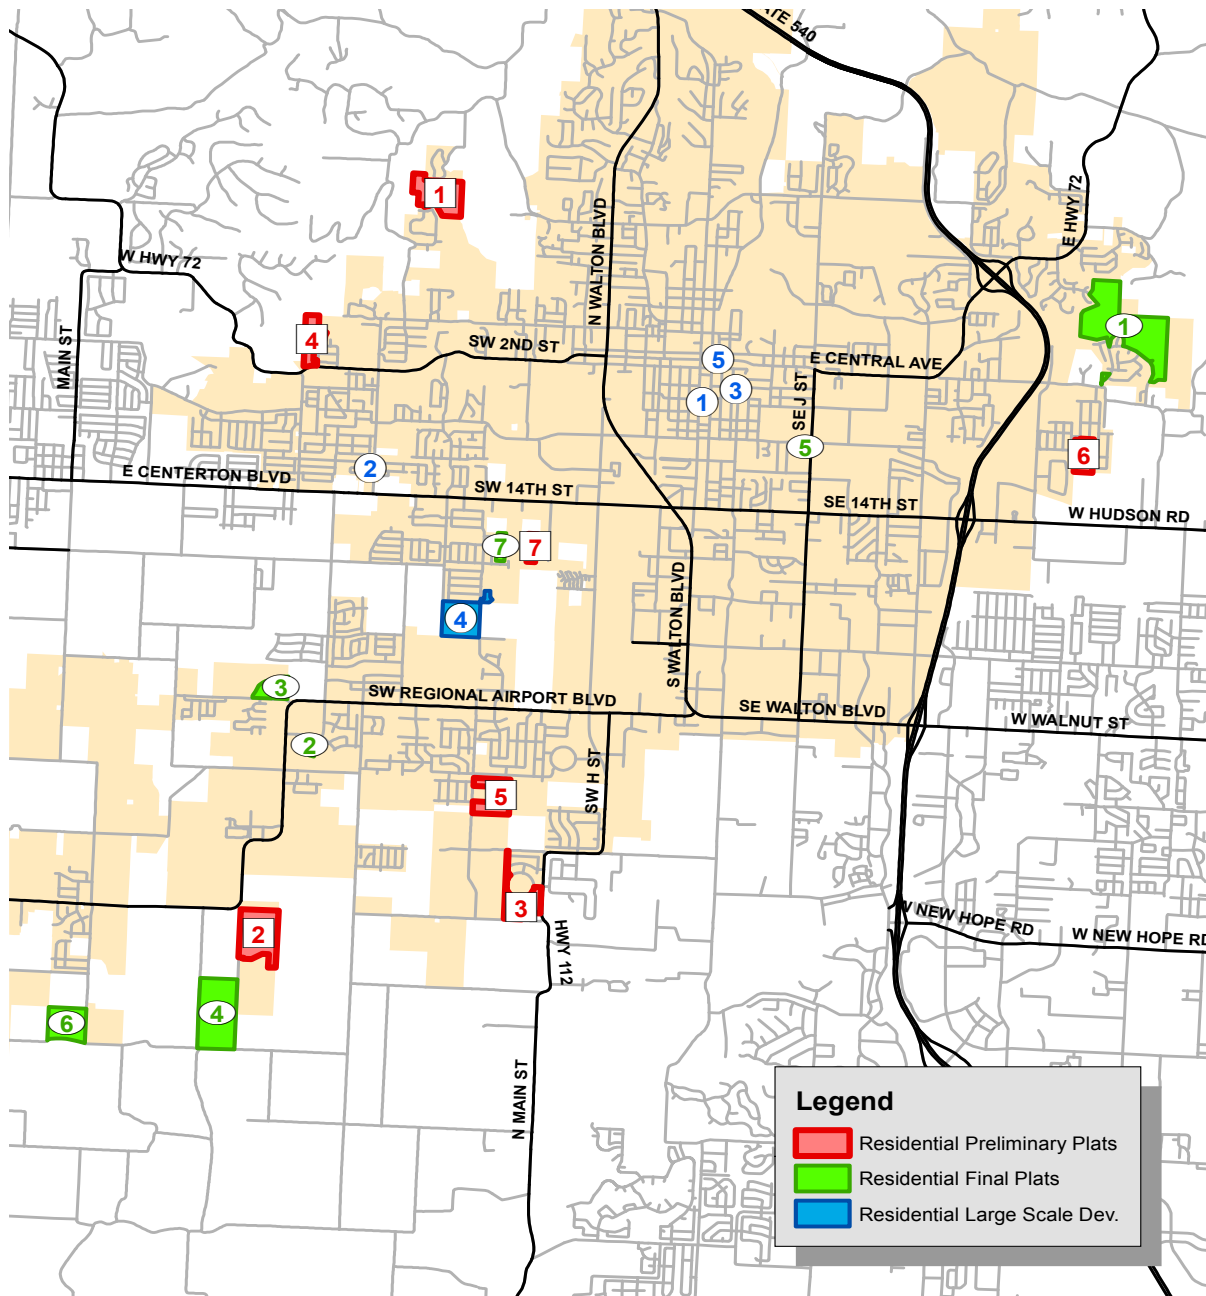 ATE 540
E HWY 72
1
N WALTON BLVD
W HWY 72
MAIN ST
4
SW 2ND ST
1
5
E CENTRAL AVE
3
1
SE J ST
5
6
2
E CENTERTON BLVD
SW 14TH ST
SE 14TH ST
W HUDSON RD
7
7
4
S WALTON BLVD
3
SW REGIONAL AIRPORT BLVD
SE WALTON BLVD
W WALNUT ST
2
SW H ST
5
3
W NEW HOPE RD
W NEW HOPE RD
2
HWY 112
4
6
N MAIN ST
Legend
Residential Preliminary Plats
Residential Final Plats
Residential Large Scale Dev.